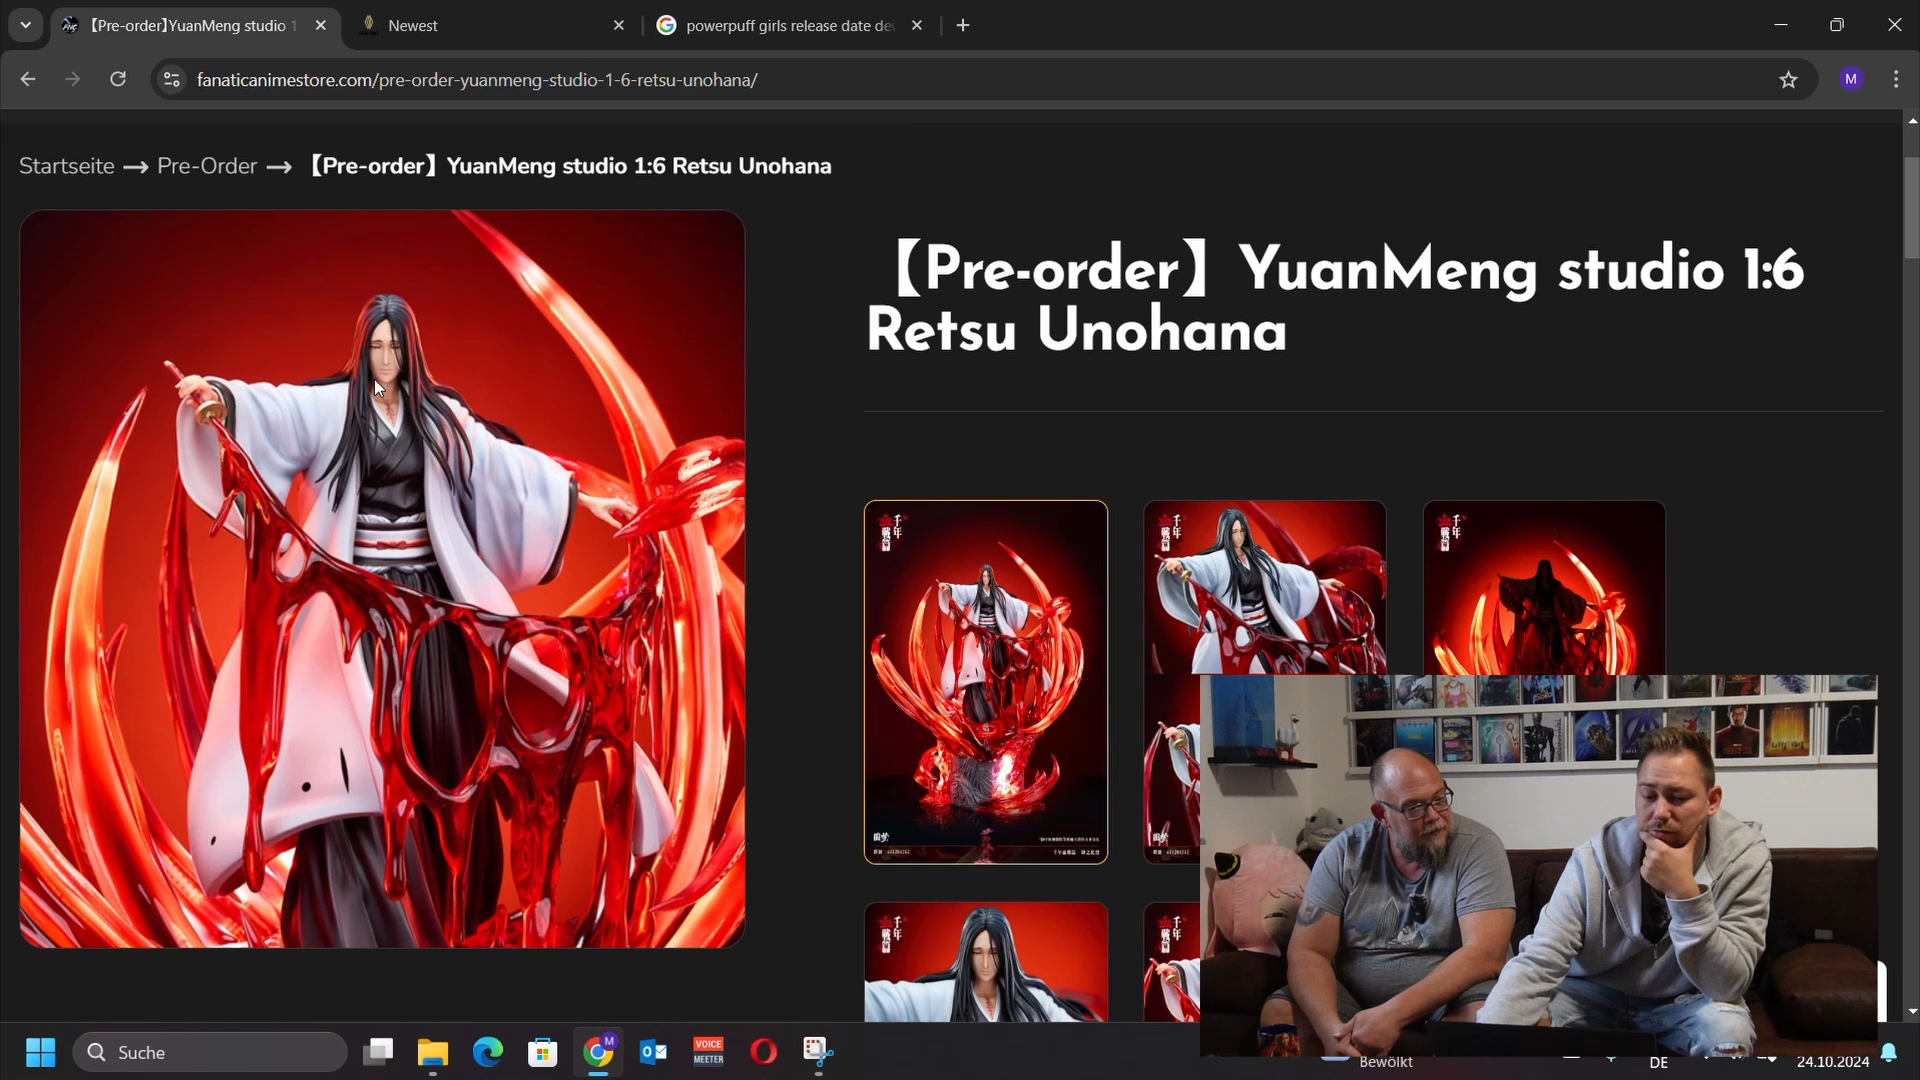 【Pre-order】YuanMeng studio 1
Newest
powerpuff girls release date de
fanaticanimestore.com/pre-order-yuanmeng-studio-1-6-retsu-unohana/
M
Startseite → Pre-Order → 【Pre-order】YuanMeng studio 1:6 Retsu Unohana
【Pre-order】YuanMeng studio 1:6
Retsu Unohana
Suche
M
VOICE
MEETER
Bewölkt
DE
24.10.2024